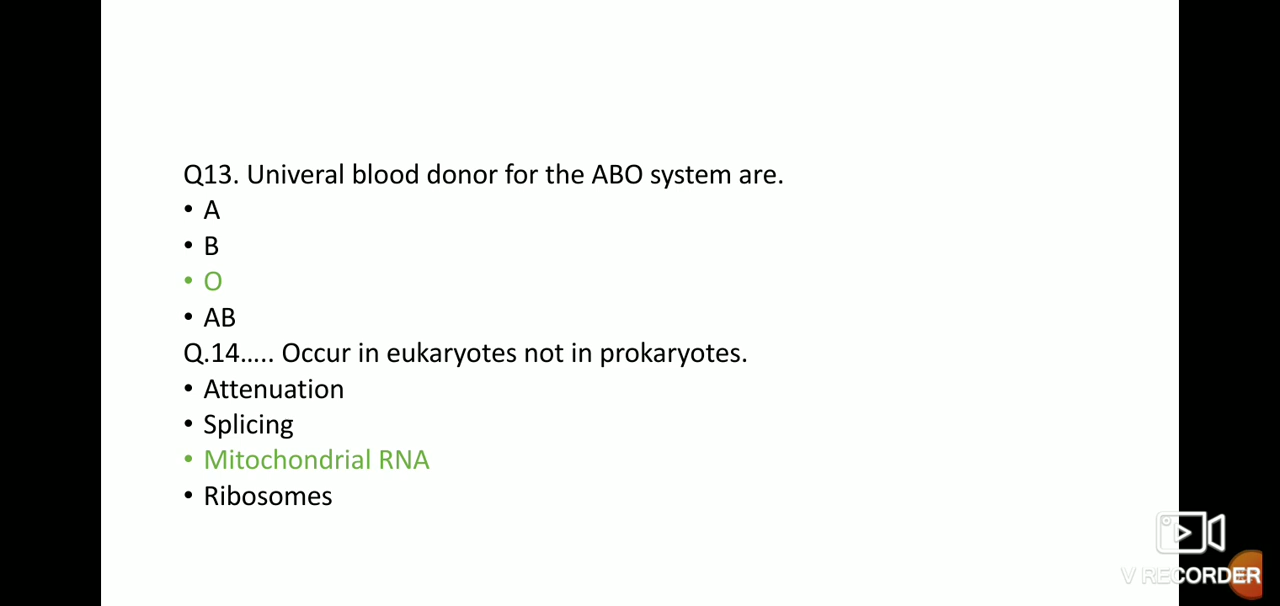 Q13. Univeral blood donor for the ABO system are.
• A
• B
• O
• AB
Q.14….. Occur in eukaryotes not in prokaryotes.
• Attenuation
• Splicing
• Mitochondrial RNA
• Ribosomes
V RECORDER